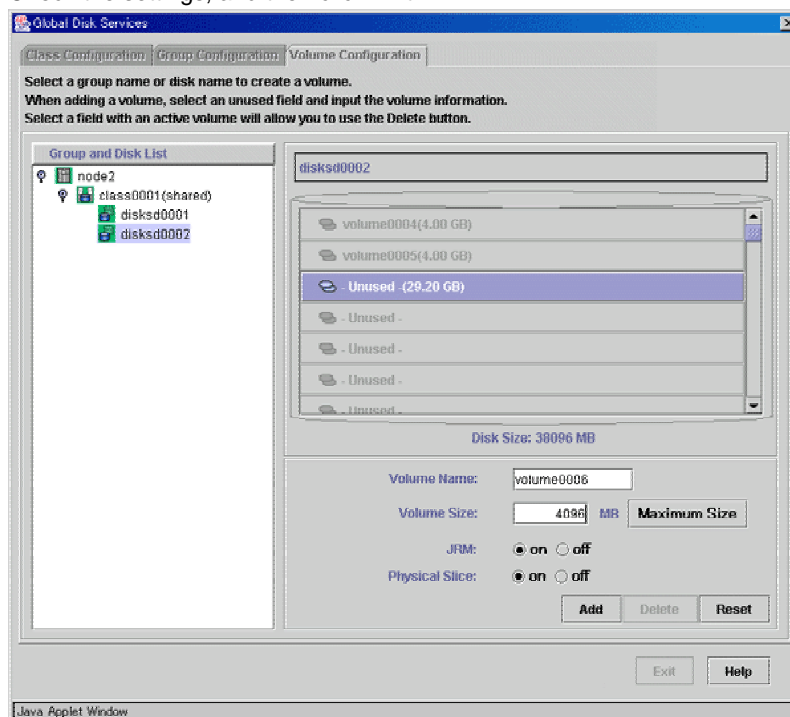 Global Disk Services
Class Configuration Group Configuration Volume Configuration
Select a group name or disk name to create a volume.
When adding a volume, select an unused field and input the volume information.
Select a field with an active volume will allow you to use the Delete button.
Group and Disk List
node2
class0001(shared)
disksd0001
disksd0002
disksd0002
volume0004(4.00 GB)
volume0005(4.00 GB)
- Unused -(29.20 GB)
- Unused -
- Unused -
- Unused -
- Unused -
Disk Size: 38096 MB
Volume Name: volume0006
Volume Size: 4096 MB Maximum Size
JRM: on off
Physical Slice: on off
Add Delete Reset
Exit Help
Java Applet Window